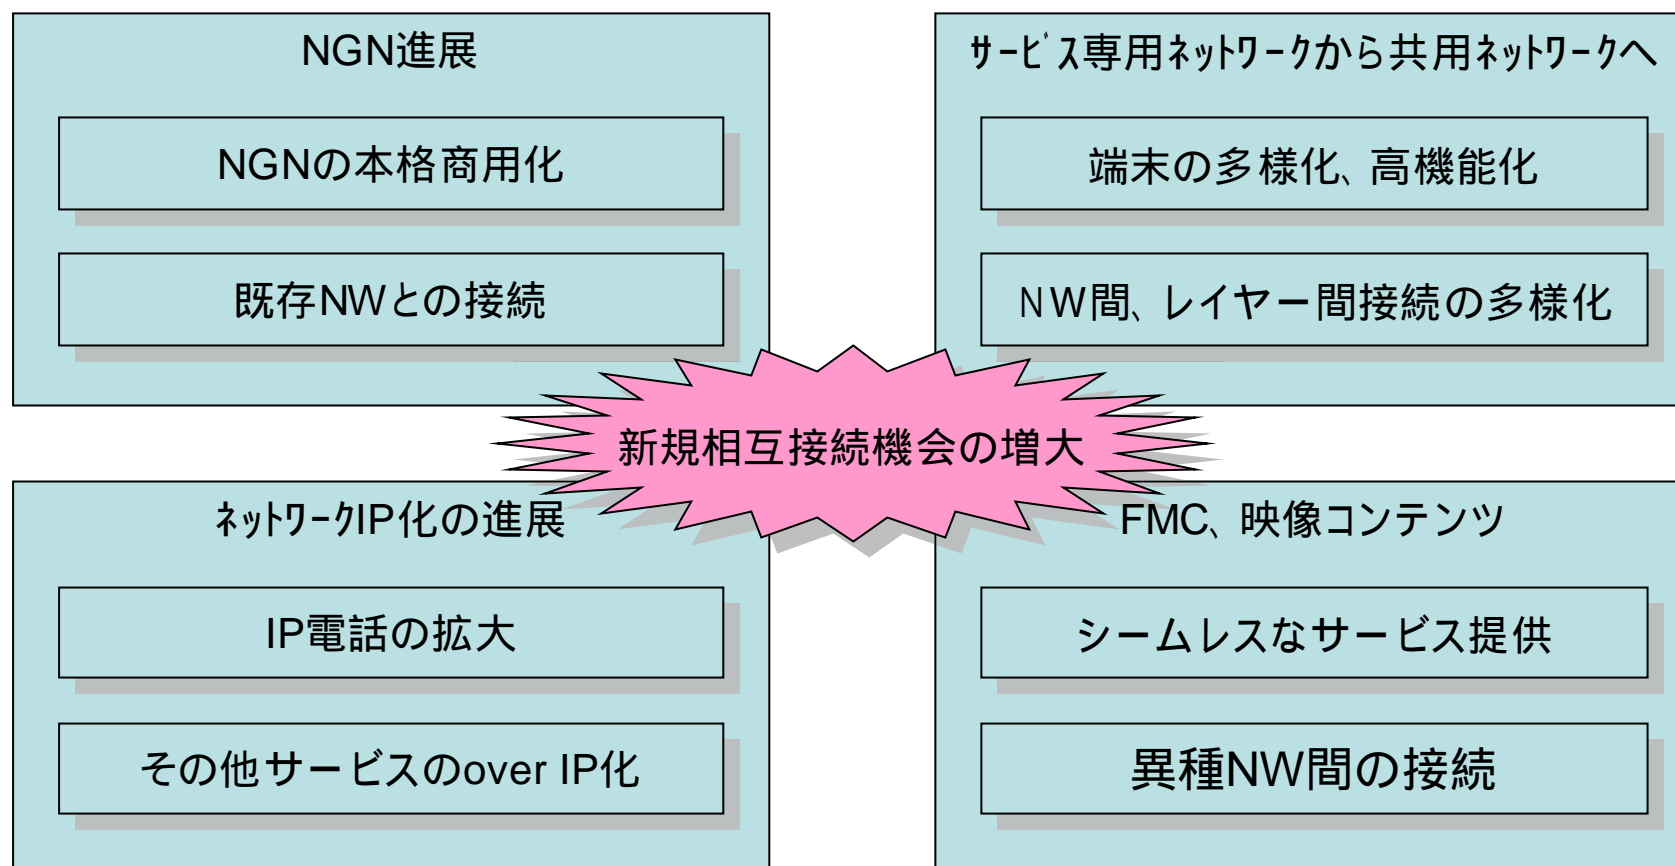 NGN進展
NGNの本格商用化
既存NWとの接続
ｻｰﾋﾞｽ専用ﾈｯﾄﾜｰｸから共用ﾈｯﾄﾜｰｸへ
端末の多様化、高機能化
ＮＷ間、レイヤー間接続の多様化
新規相互接続機会の増大
ﾈｯﾄﾜｰｸIP化の進展
IP電話の拡大
その他サービスのover IP化
FMC、映像コンテンツ
シームレスなサービス提供
異種NW間の接続